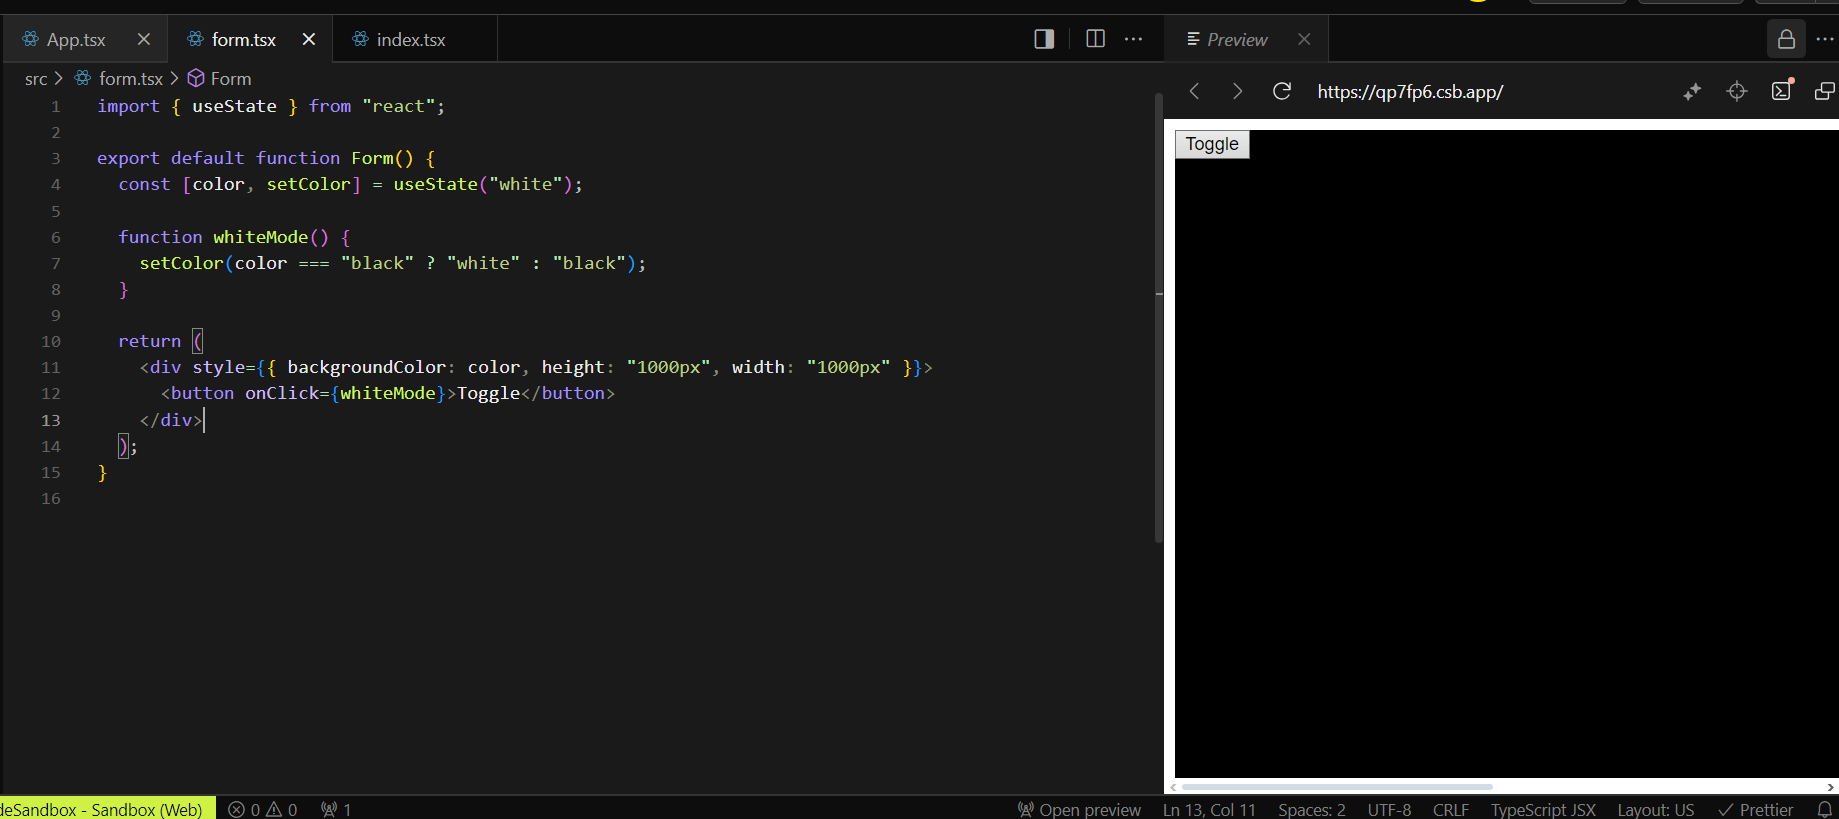 App.tsx
form.tsx
index.tsx
Preview
src > form.tsx > Form
https://qp7fp6.csb.app/
1 import { useState } from "react";
2
3 export default function Form() {
4 const [color, setColor] = useState("white");
5
6 function whiteMode() {
7 setColor(color === "black" ? "white" : "black");
8 }
9
10 return (
11 <div style={{ backgroundColor: color, height: "1000px", width: "1000px" }}>
12 <button onClick={whiteMode}>Toggle</button>
13 </div>
14 );
15 }
16
Toggle
deSandbox - Sandbox (Web)
0
0
1
Open preview
Ln 13, Col 11
Spaces: 2
UTF-8
CRLF
TypeScript JSX
Layout: US
Prettier